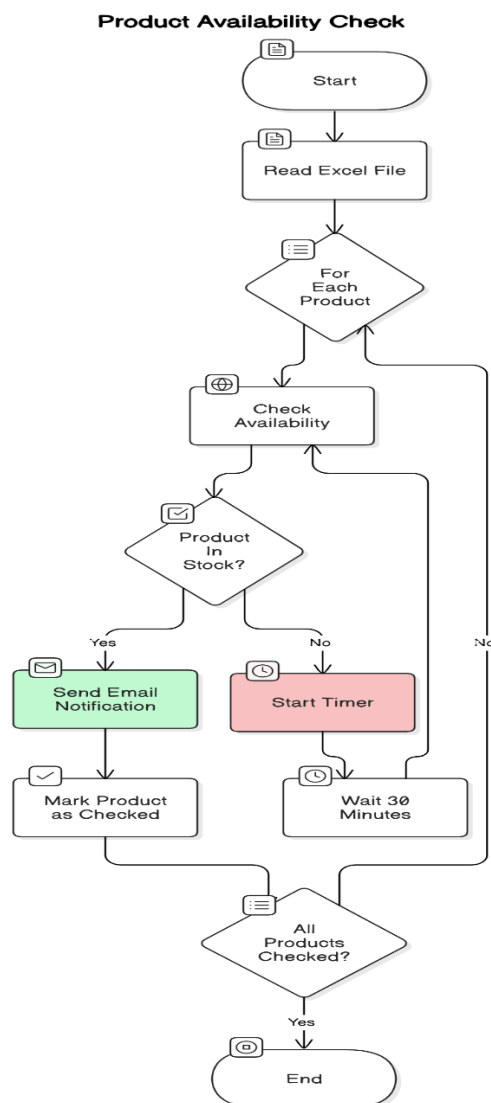 Product Availability Check
Start
Read Excel File
For
Each
Product
Check
Availability
Product
In
Stock?
Yes
No
No
Send Email
Notification
Start Timer
Mark Product
as Checked
Wait 30
Minutes
All
Products
Checked?
Yes
End